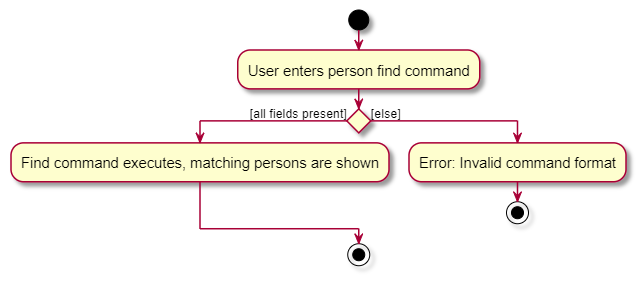 User enters person find command
[all fields present]
[else]
Find command executes, matching persons are shown
Error: Invalid command format